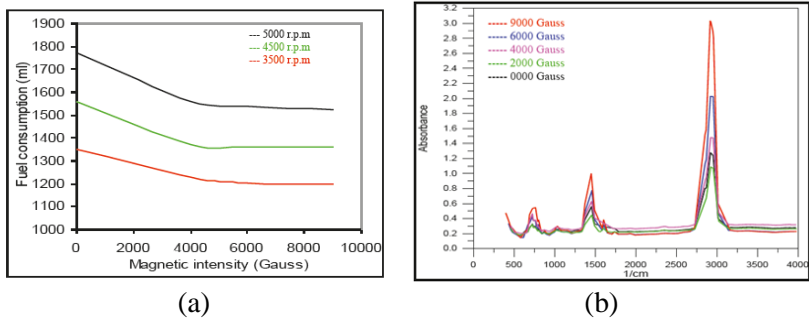 1900
1800
1700
1600
1500
1400
1300
1200
1100
1000
Fuel consumption (ml)
5000 r.p.m
4500 r.p.m
3500 r.p.m
0 2000 4000 6000 8000 10000
Magnetic intensity (Gauss)
(a)
3.2
3.0
2.8
2.6
2.4
2.2
2.0
1.8
1.6
1.4
1.2
1.0
0.8
0.6
0.4
0.2
0.0
Absorbance
9000 Gauss
6000 Gauss
4000 Gauss
2000 Gauss
0000 Gauss
0 500 1000 1500 2000 2500 3000 3500 4000
1/cm
(b)